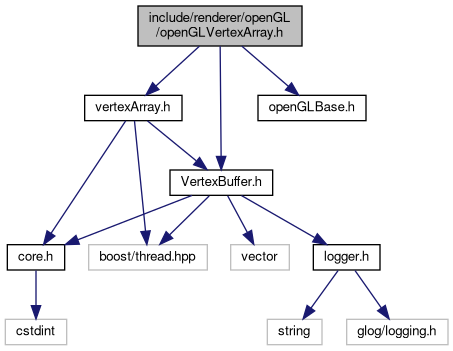 include/renderer/openGL
/openGLVertexArray.h
vertexArray.h
openGLBase.h
VertexBuffer.h
core.h
boost/thread.hpp
vector
logger.h
cstdint
string
glog/logging.h